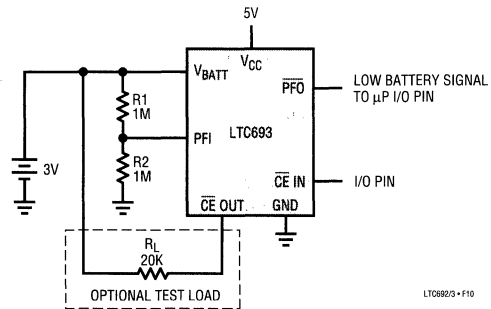 5V
VBATT
VCC
PFO
LOW BATTERY SIGNAL
TO µP I/O PIN
R1
1M
LTC693
PFI
R2
1M
3V
CE IN
I/O PIN
CE OUT
GND
RL
20K
OPTIONAL TEST LOAD
LTC692/3 • F10